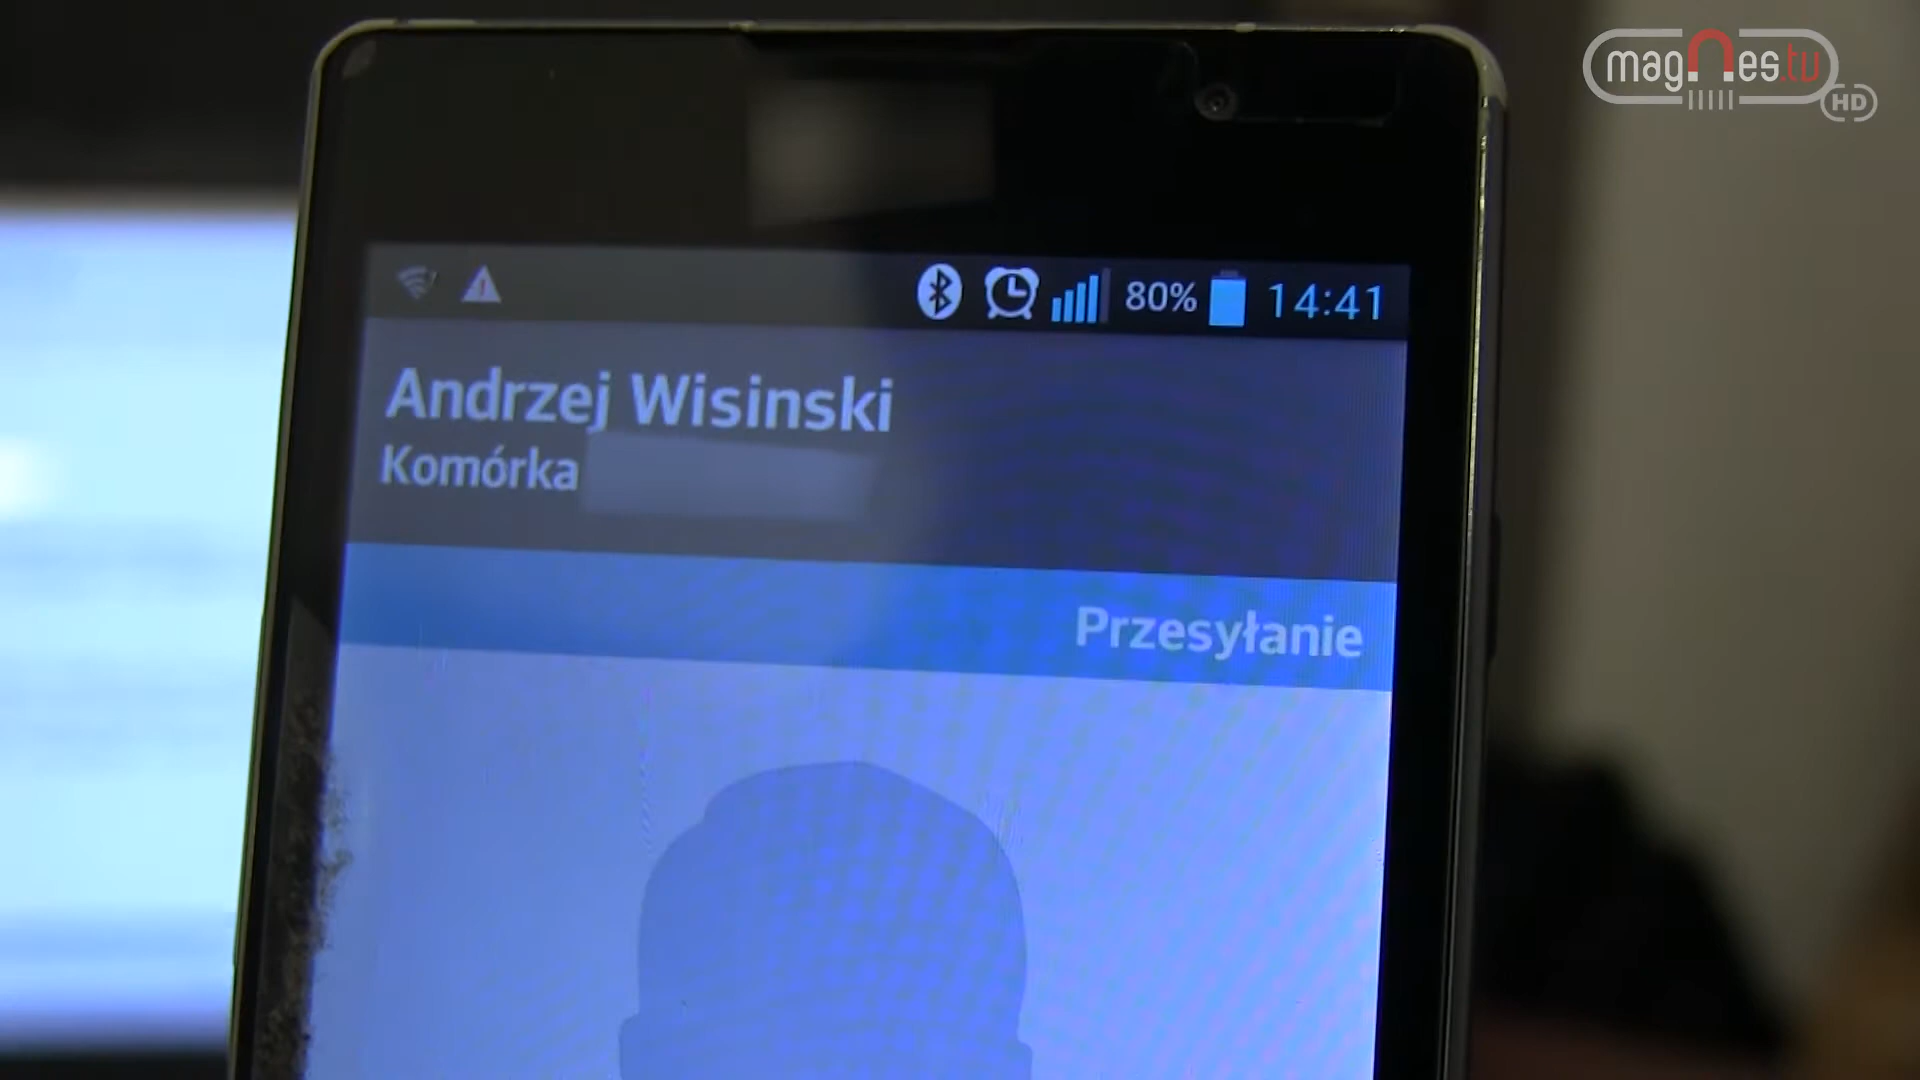 magnes.tv
HD
80% 14:41
Andrzej Wisinski
Komórka
Przesyłanie